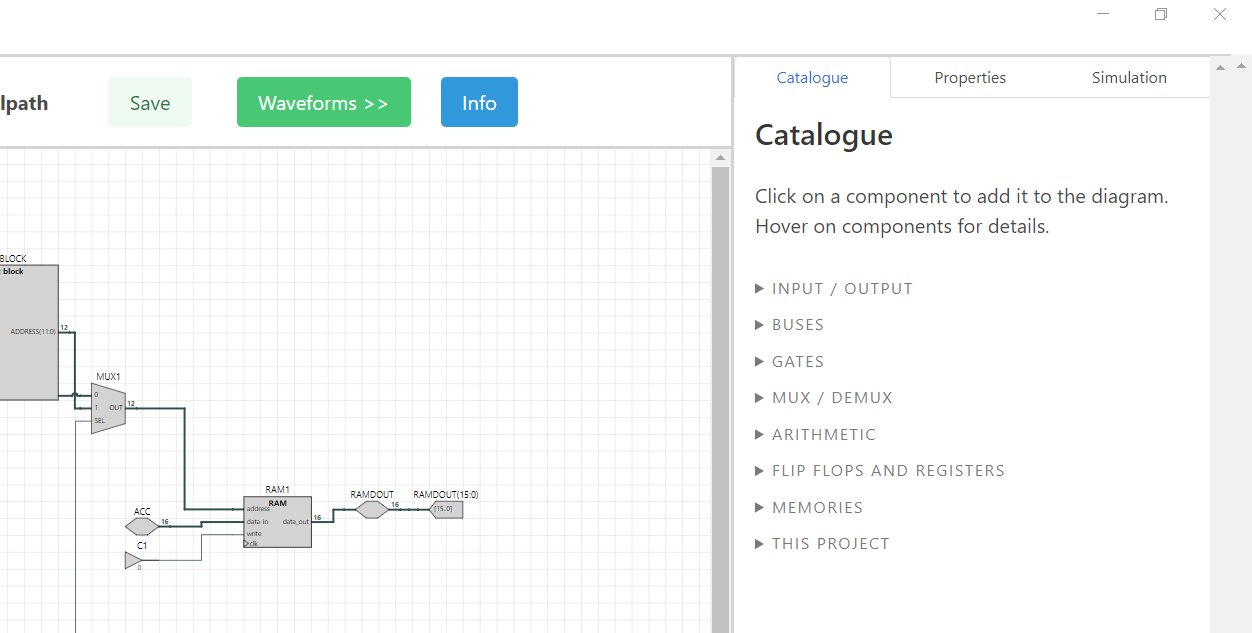 lpath
Save
Waveforms >>
Info
Catalogue
Properties
Simulation
Catalogue
Click on a component to add it to the diagram.
Hover on components for details.
INPUT / OUTPUT
BUSES
GATES
MUX / DEMUX
ARITHMETIC
FLIP FLOPS AND REGISTERS
MEMORIES
THIS PROJECT
BLOCK
block
ADDRESS(11:0)
12
MUX1
0
1
OUT
12
SEL
RAM1
RAM
address
data-in
data_out
16
write
clk
ACC
16
C1
0
RAMDOUT
16
RAMDOUT(15:0)
[15..0]